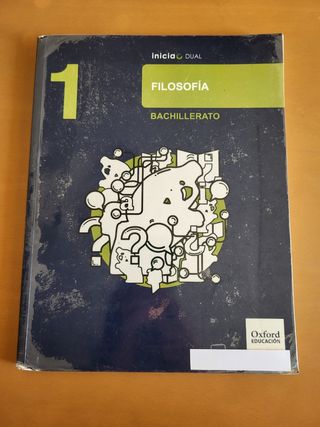 inicia DUAL
1
FILOSOFÍA
BACHILLERATO
Oxford
EDUCACIÓN